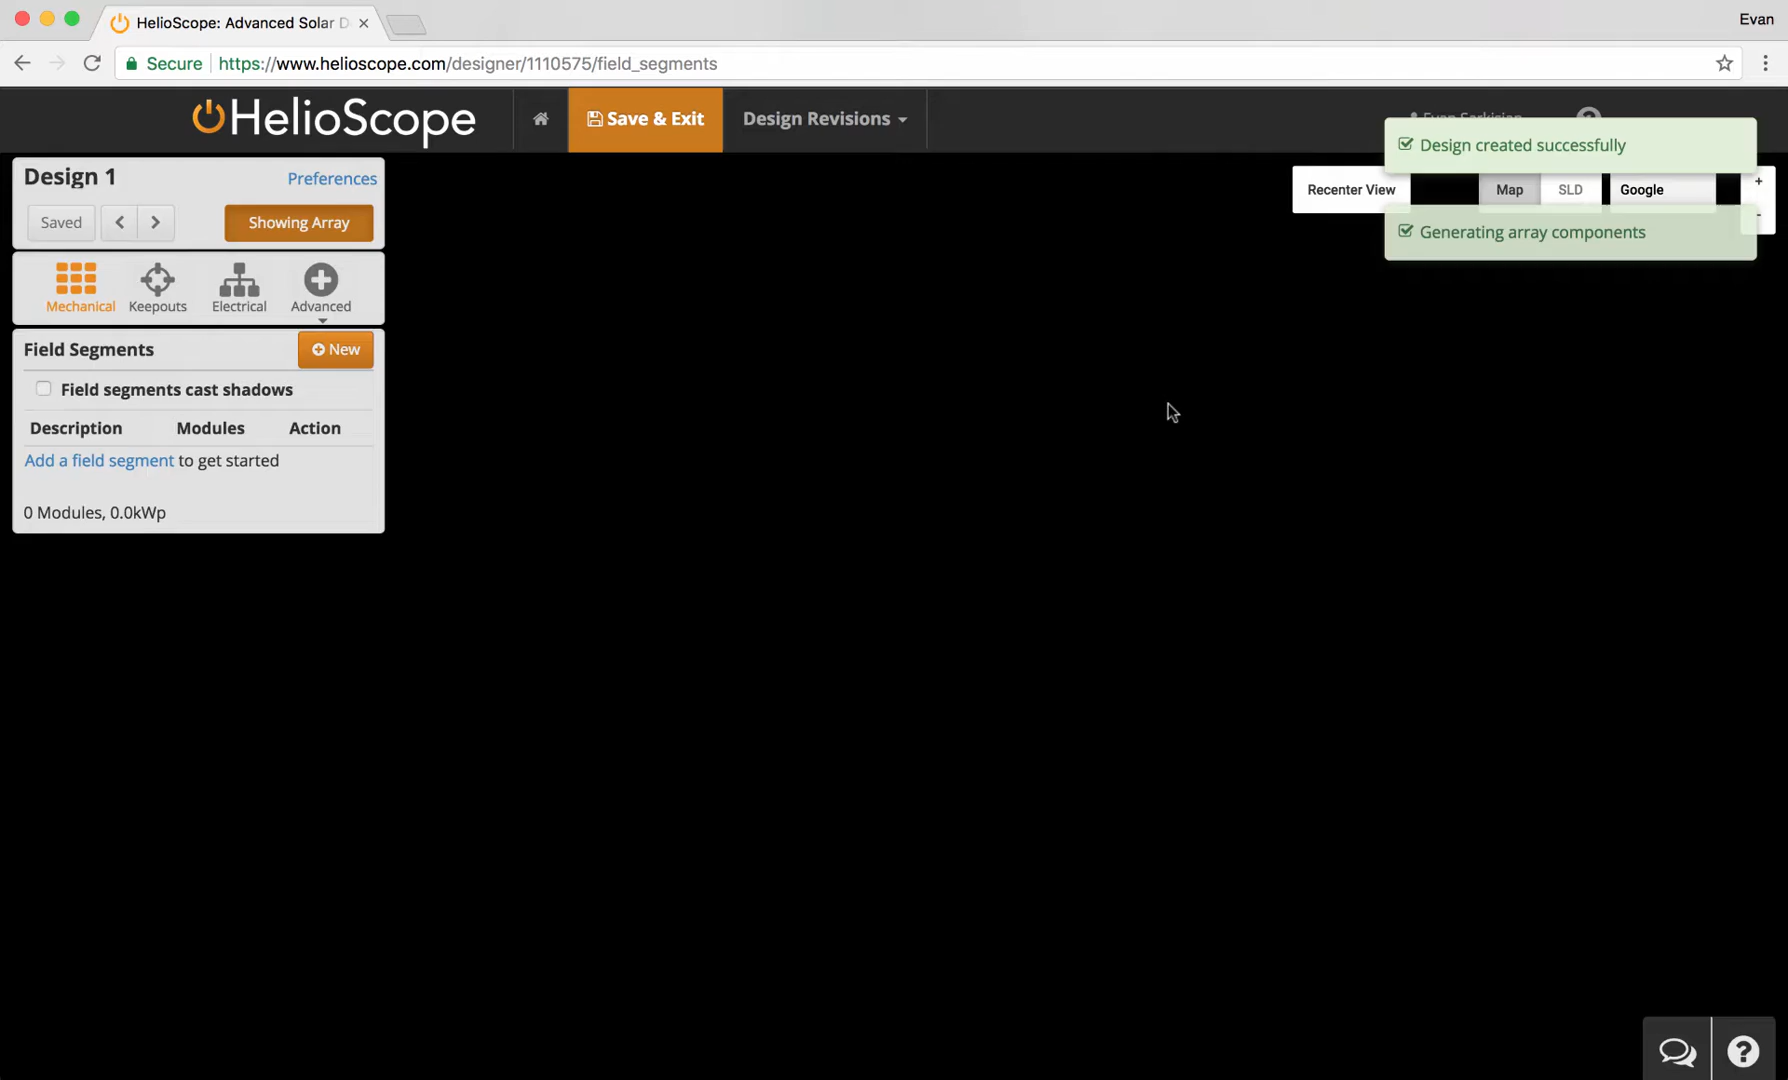 HelioScope: Advanced Solar D
Evan
Secure
https://www.helioscope.com/designer/1110575/field_segments
HelioScope
Save & Exit
Design Revisions
Evan Sarkisian
Design created successfully
Design 1
Preferences
Recenter View
Map
SLD
Google
+
-
Saved
Showing Array
Generating array components
Mechanical
Keepouts
Electrical
Advanced
Field Segments
New
Field segments cast shadows
Description Modules Action
Add a field segment to get started
0 Modules, 0.0kWp
?